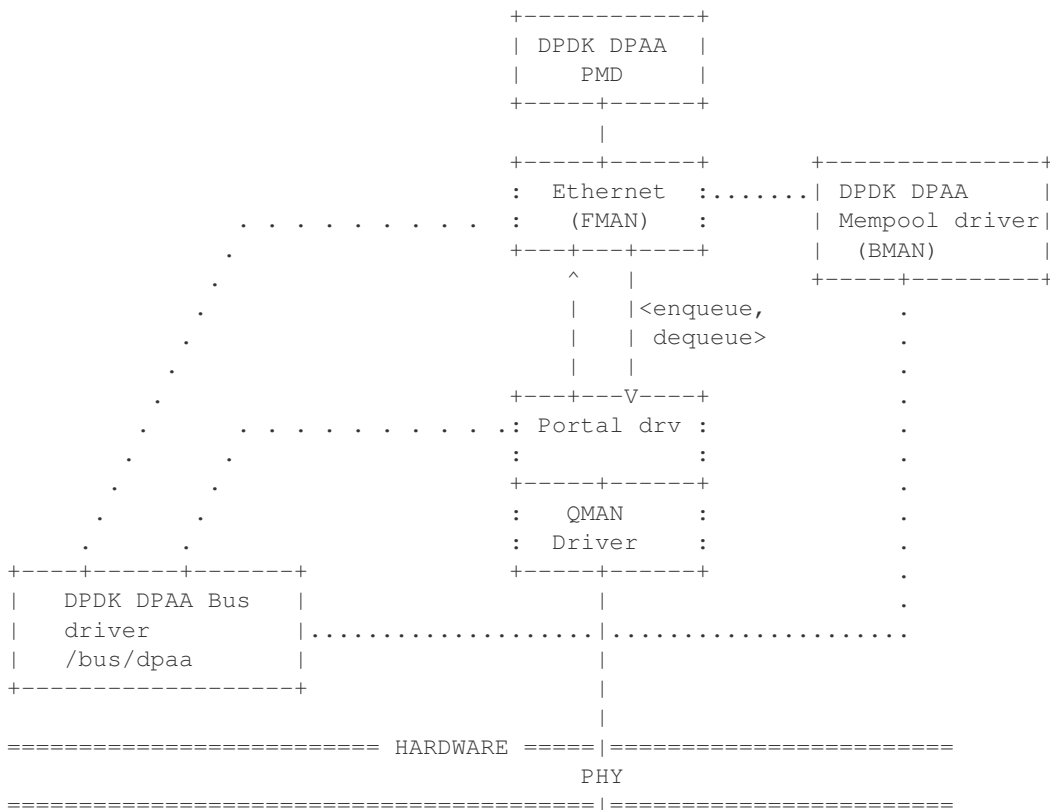 DPDK DPAA
PMD
Ethernet
(FMAN)
DPDK DPAA
Mempool driver
(BMAN)
<enqueue,
dequeue>
Portal drv
QMAN
Driver
DPDK DPAA Bus
driver
/bus/dpaa
HARDWARE
PHY